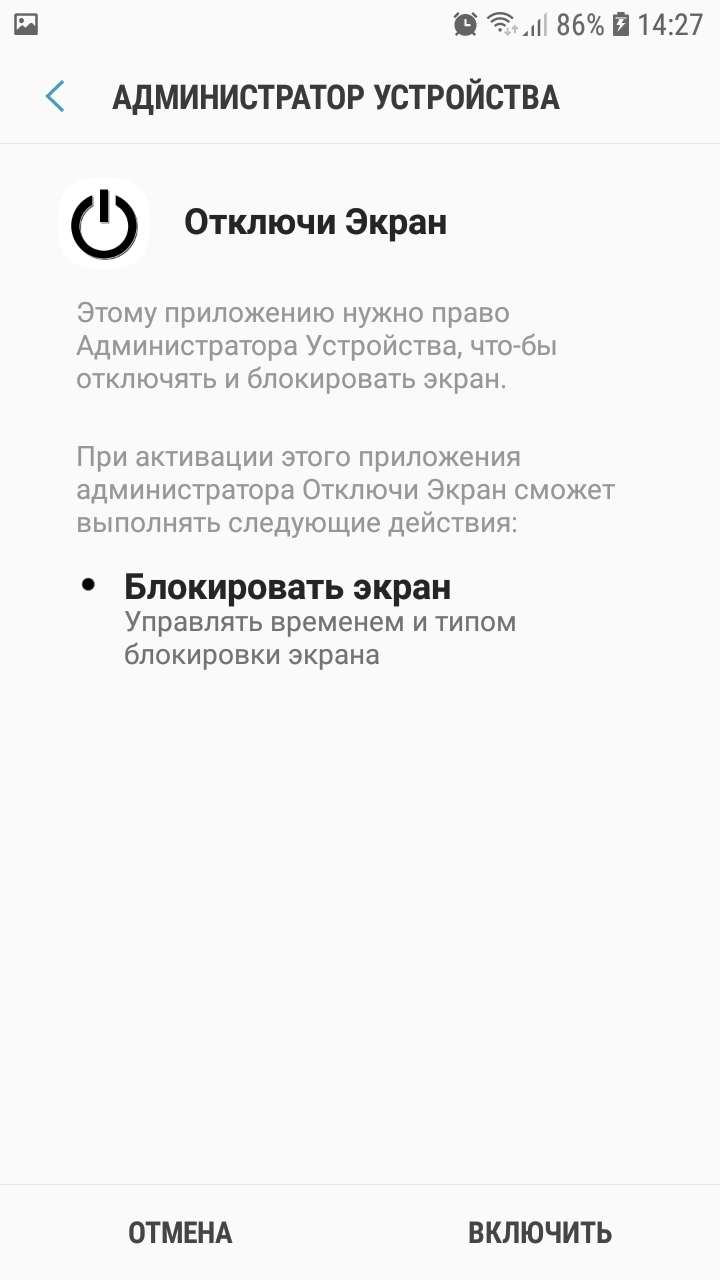 86% 14:27
АДМИНИСТРАТОР УСТРОЙСТВА
Отключи Экран
Этому приложению нужно право
Администратора Устройства, что-бы
отключять и блокировать экран.
При активации этого приложения
администратора Отключи Экран сможет
выполнять следующие действия:
Блокировать экран
Управлять временем и типом
блокировки экрана
ОТМЕНА ВКЛЮЧИТЬ